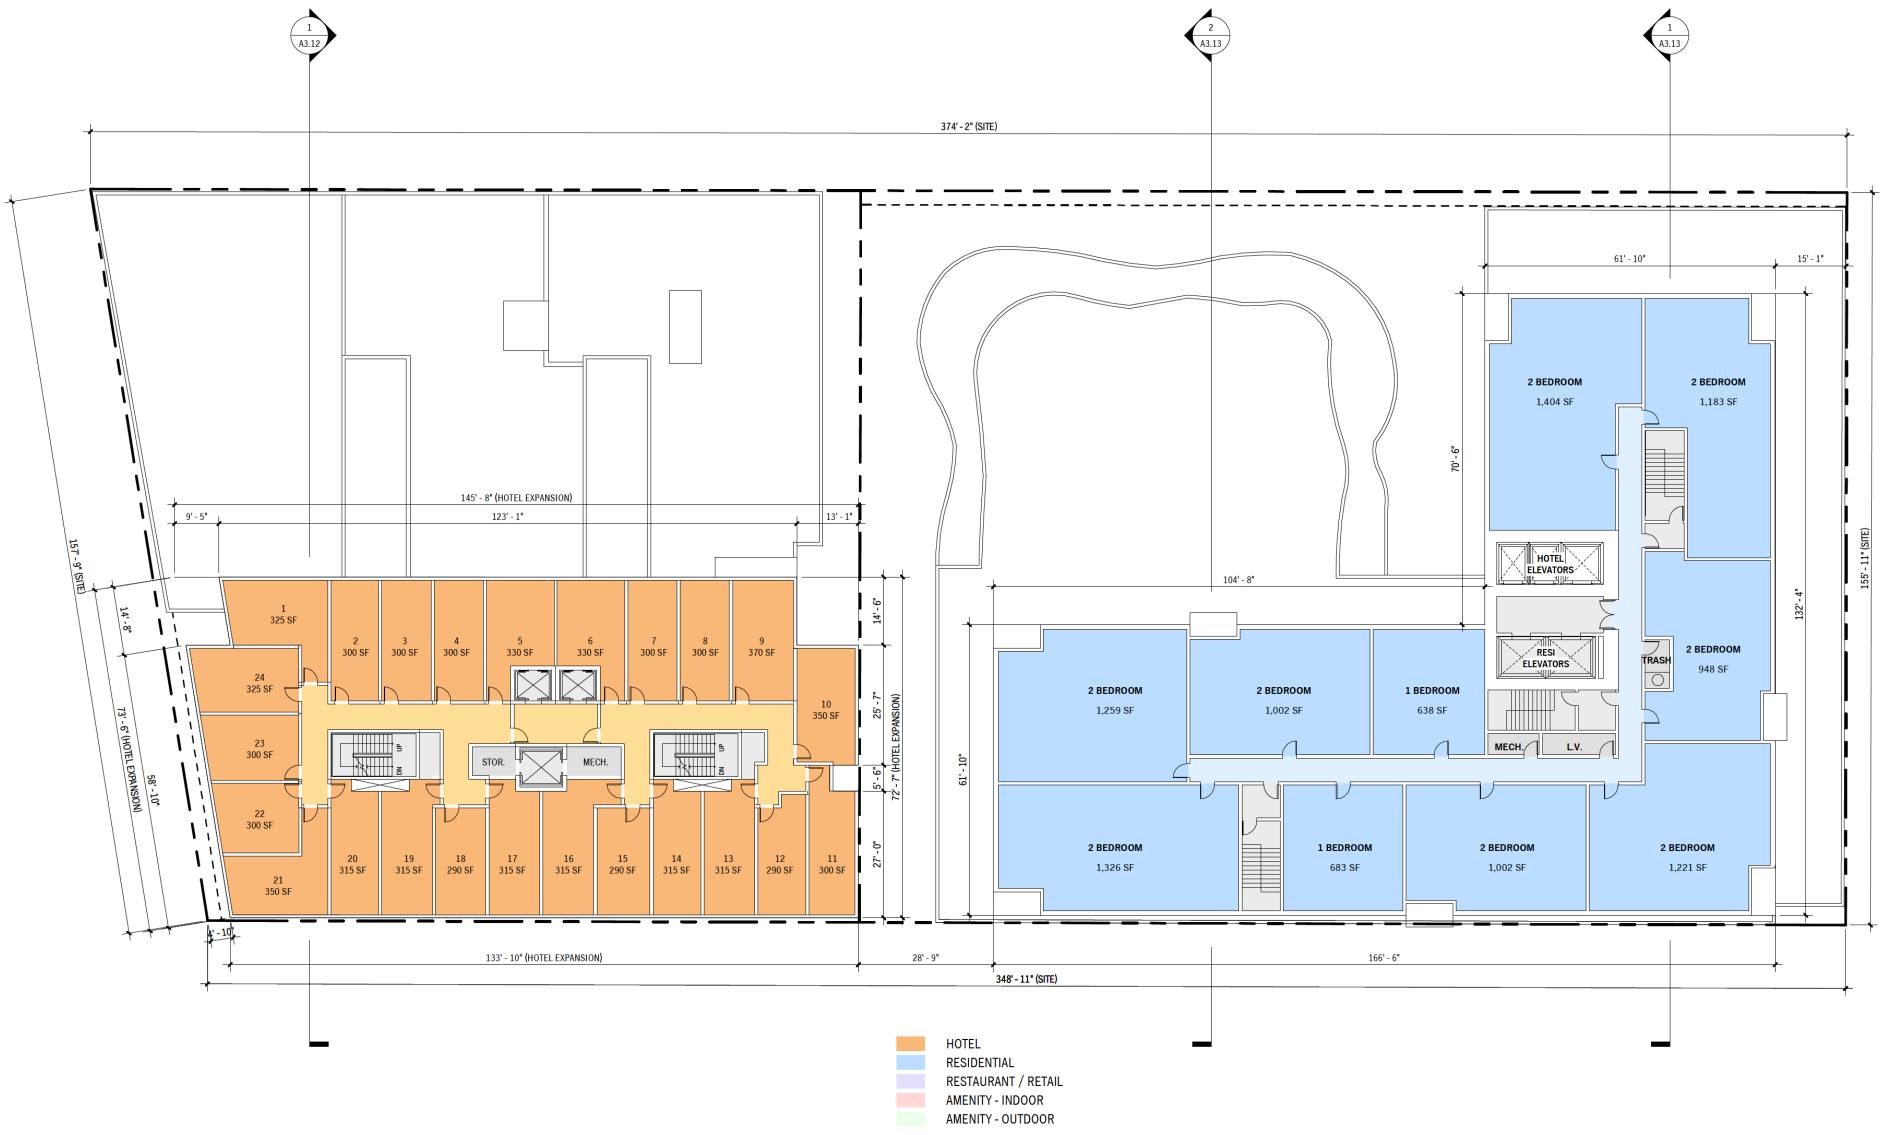 1
A3.12
2
A3.13
1
A3.13
374' - 2" (SITE)
61' - 10"
15' - 1"
157' - 9" (SITE)
155' - 11" (SITE)
70' - 6"
132' - 4"
145' - 8" (HOTEL EXPANSION)
9' - 5"
123' - 1"
13' - 1"
104' - 8"
61' - 10"
14' - 8"
73' - 6" (HOTEL EXPANSION)
58' - 10"
14' - 6"
25' - 7"
5' - 6"
27' - 0"
72' - 7" (HOTEL EXPANSION)
1
325 SF
2
300 SF
3
300 SF
4
300 SF
5
330 SF
6
330 SF
7
300 SF
8
300 SF
9
370 SF
10
350 SF
24
325 SF
23
300 SF
22
300 SF
21
350 SF
20
315 SF
19
315 SF
18
290 SF
17
315 SF
16
315 SF
15
290 SF
14
315 SF
13
315 SF
12
290 SF
11
300 SF
UP
DN
STOR.
MECH.
UP
DN
2 BEDROOM
1,404 SF
2 BEDROOM
1,183 SF
HOTEL
ELEVATORS
RESI
ELEVATORS
TRASH
2 BEDROOM
948 SF
MECH.
L.V.
2 BEDROOM
1,259 SF
2 BEDROOM
1,002 SF
1 BEDROOM
638 SF
2 BEDROOM
1,326 SF
1 BEDROOM
683 SF
2 BEDROOM
1,002 SF
2 BEDROOM
1,221 SF
4' - 10"
133' - 10" (HOTEL EXPANSION)
28' - 9"
166' - 6"
348' - 11" (SITE)
HOTEL
RESIDENTIAL
RESTAURANT / RETAIL
AMENITY - INDOOR
AMENITY - OUTDOOR